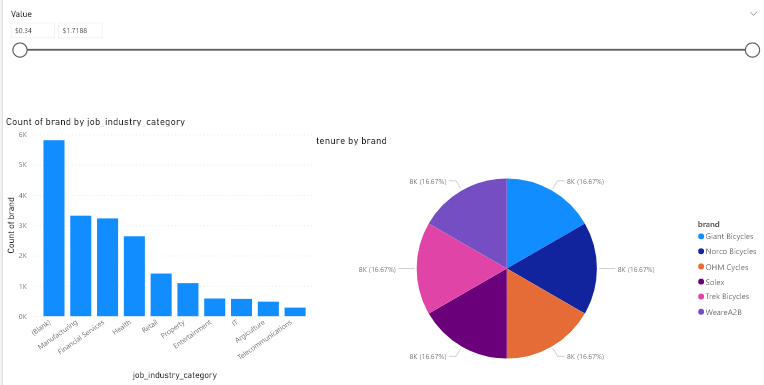 Value
$0.34
$1.7188
Count of brand by job_industry_category
6K
5K
4K
3K
2K
1K
0K
Count of brand
(Blank)
Manufacturing
Financial Services
Health
Retail
Property
Entertainment
IT
Argiculture
Telecommunications
job_industry_category
tenure by brand
8K (16.67%)
8K (16.67%)
8K (16.67%)
8K (16.67%)
8K (16.67%)
8K (16.67%)
brand
Giant Bicycles
Norco Bicycles
OHM Cycles
Solex
Trek Bicycles
WeareA2B